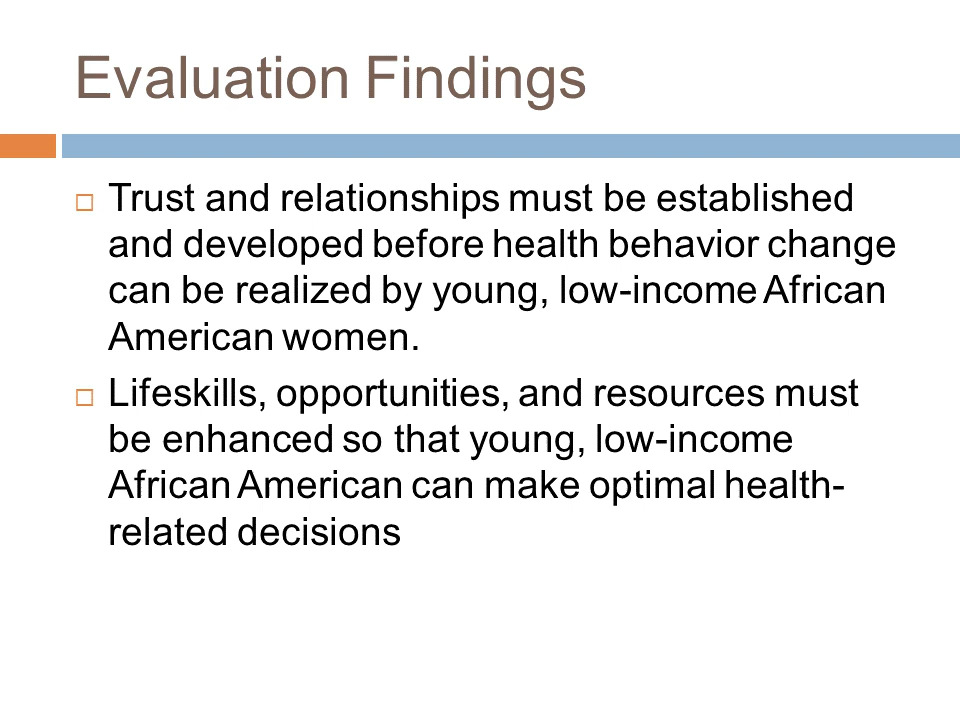 Evaluation Findings
Trust and relationships must be established
and developed before health behavior change
can be realized by young, low-income African
American women.
Lifeskills, opportunities, and resources must
be enhanced so that young, low-income
African American can make optimal health-
related decisions